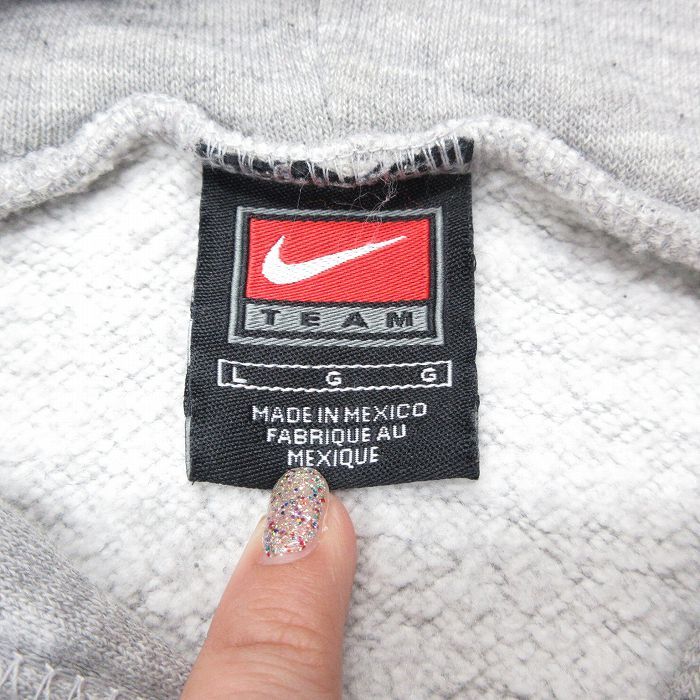 TEAM
L G G
MADE IN MEXICO
FABRIQUE AU
MEXIQUE